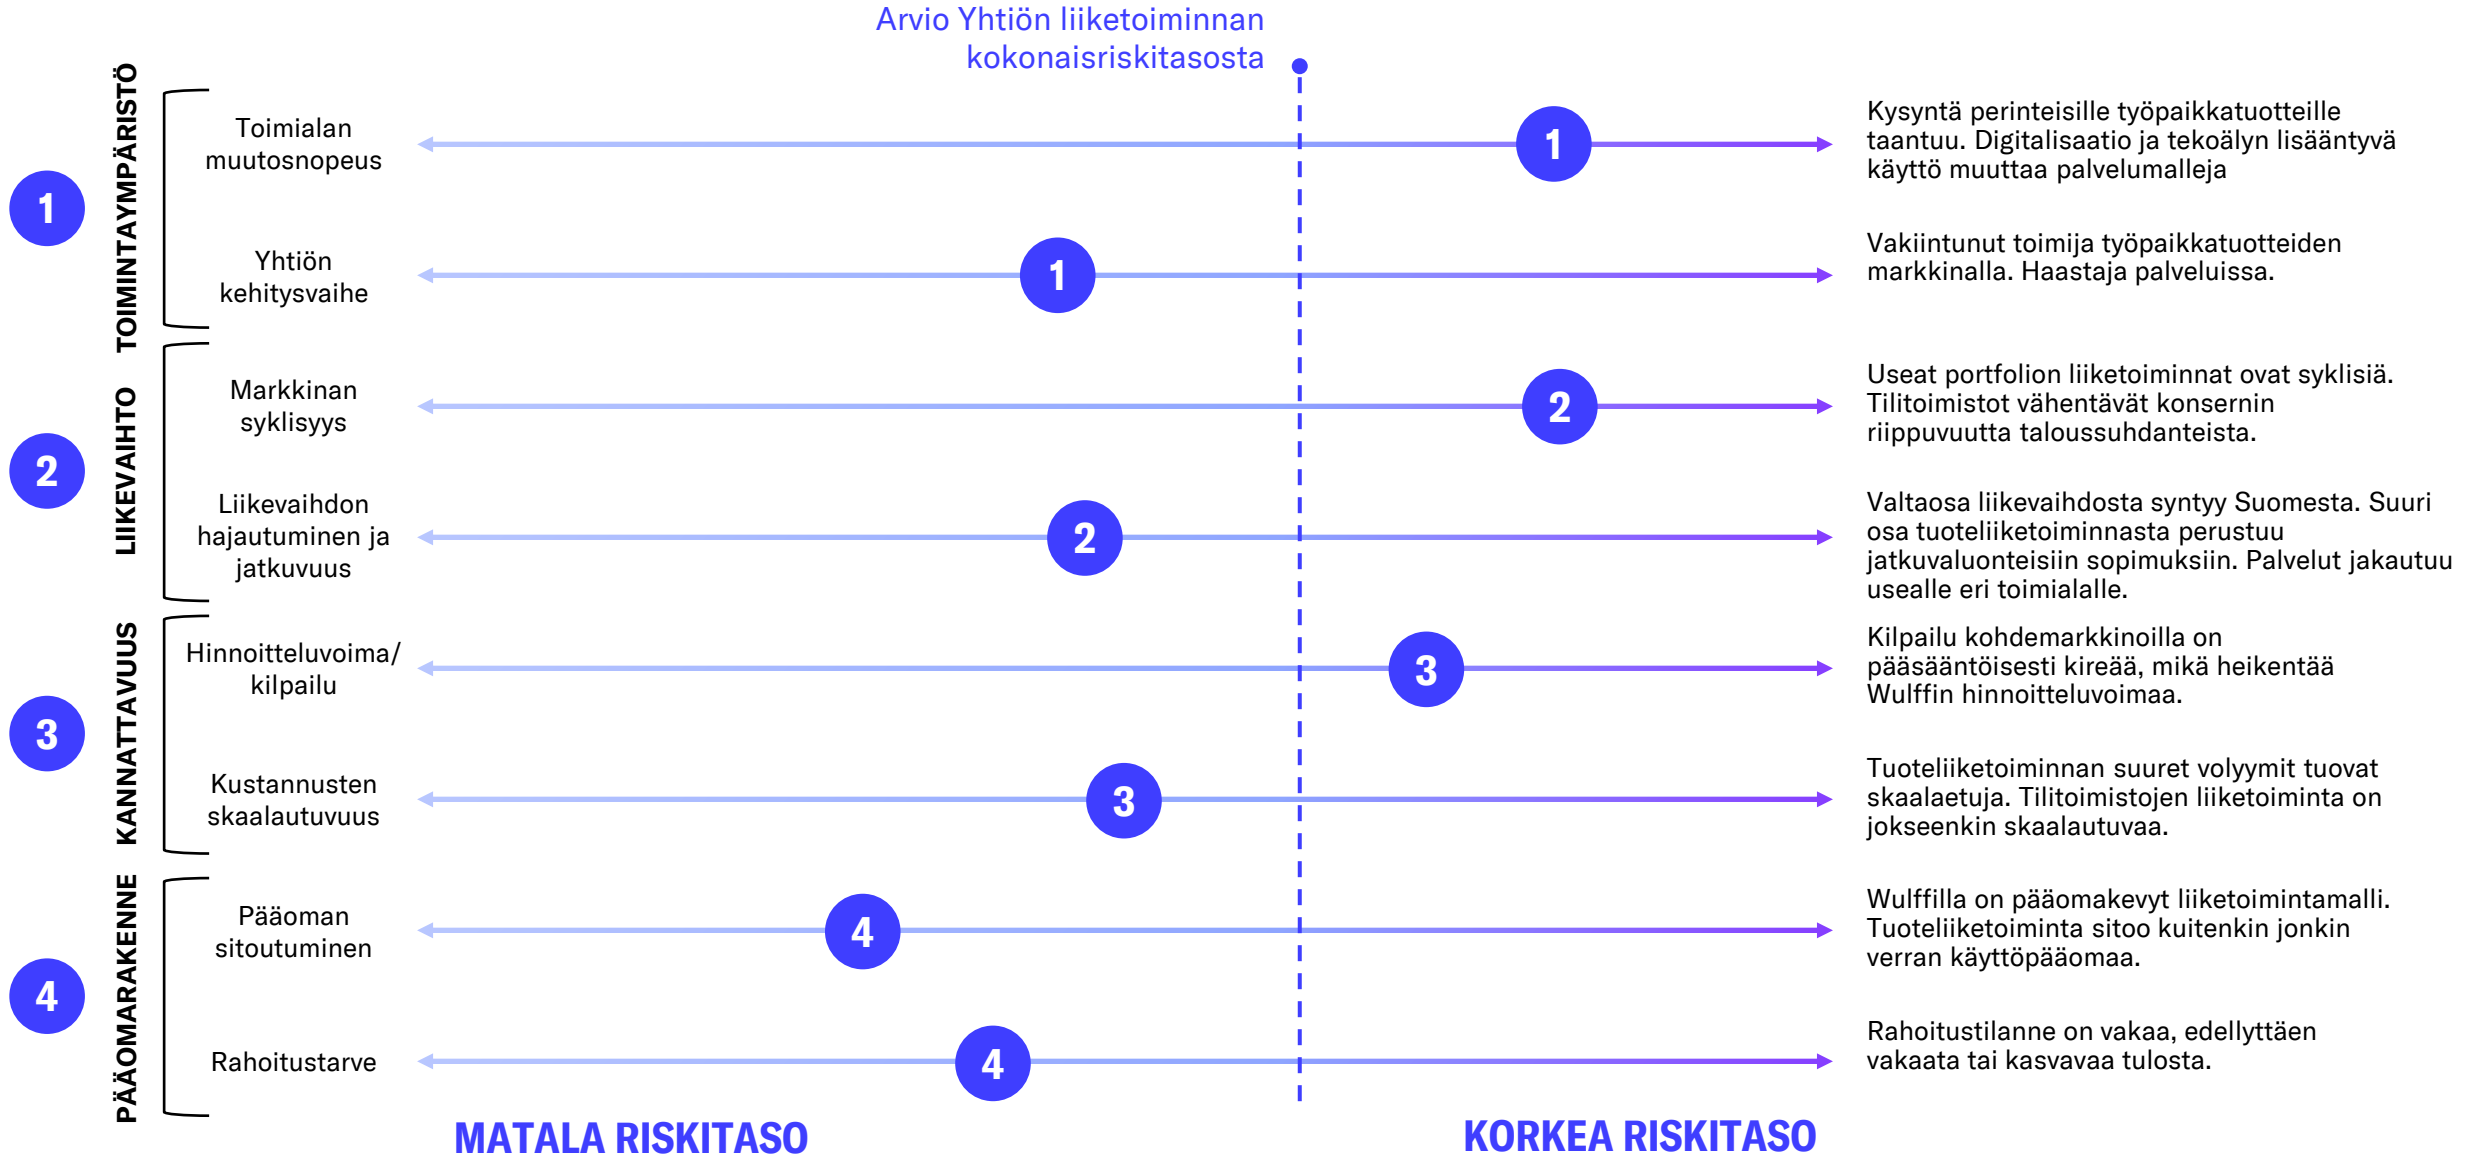 Arvio Yhtiön liiketoiminnan
kokonaisriskitasosta
1
TOIMINTAYMPÄRISTÖ
Toimialan
muutosnopeus
1
Kysyntä perinteisille työpaikkatuotteille
taantuu. Digitalisaatio ja tekoälyn lisääntyvä
käyttö muuttaa palvelumalleja
Yhtiön
kehitysvaihe
1
Vakiintunut toimija työpaikkatuotteiden
markkinalla. Haastaja palveluissa.
2
LIIKEVAIHTO
Markkinan
syklisyys
2
Useat portfolion liiketoiminnat ovat syklisiä.
Tilitoimistot vähentävät konsernin
riippuvuutta taloussuhdanteista.
Liikevaihdon
hajautuminen ja
jatkuvuus
2
Valtaosa liikevaihdosta syntyy Suomesta. Suuri
osa tuoteliiketoiminnasta perustuu
jatkuvaluonteisiin sopimuksiin. Palvelut jakautuu
usealle eri toimialalle.
3
KANNATTAVUUS
Hinnoitteluvoima/
kilpailu
3
Kilpailu kohdemarkkinoilla on
pääsääntöisesti kireää, mikä heikentää
Wulffin hinnoitteluvoimaa.
Kustannusten
skaalautuvuus
3
Tuoteliiketoiminnan suuret volyymit tuovat
skaalaetuja. Tilitoimistojen liiketoiminta on
jokseenkin skaalautuvaa.
4
PÄÄOMARAKENNE
Pääoman
sitoutuminen
4
Wulffilla on pääomakevyt liiketoimintamalli.
Tuoteliiketoiminta sitoo kuitenkin jonkin
verran käyttöpääomaa.
Rahoitustarve
4
Rahoitustilanne on vakaa, edellyttäen
vakaata tai kasvavaa tulosta.
MATALA RISKITASO
KORKEA RISKITASO